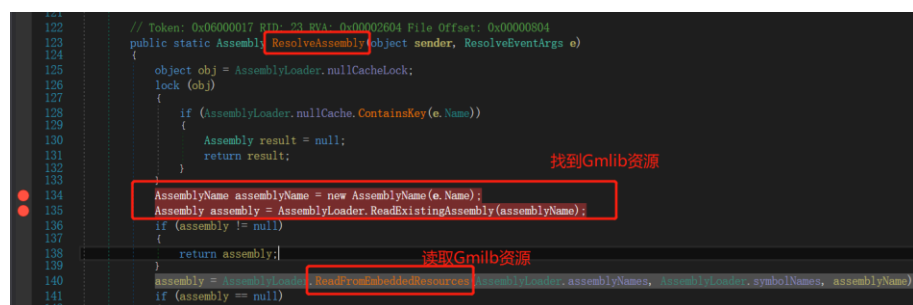 121
122 // Token: 0x06000017 RID: 23 RVA: 0x00002604 File Offset: 0x00000804
123 public static Assembly ResolveAssembly(object sender, ResolveEventArgs e)
124 {
125 object obj = AssemblyLoader.nullCacheLock;
126 lock (obj)
127 {
128 if (AssemblyLoader.nullCache.ContainsKey(e.Name))
129 {
130 Assembly result = null;
131 return result;
132 }
找到Gmlib资源
133 }
134 AssemblyName assemblyName = new AssemblyName(e.Name);
135 Assembly assembly = AssemblyLoader.ReadExistingAssembly(assemblyName);
136 if (assembly != null)
137 {
138 return assembly;
读取Gmilb资源
139 }
140 assembly = AssemblyLoader.ReadFromEmbeddedResources(AssemblyLoader.assemblyNames, AssemblyLoader.symbolNames, assemblyName)
141 if (assembly == null)